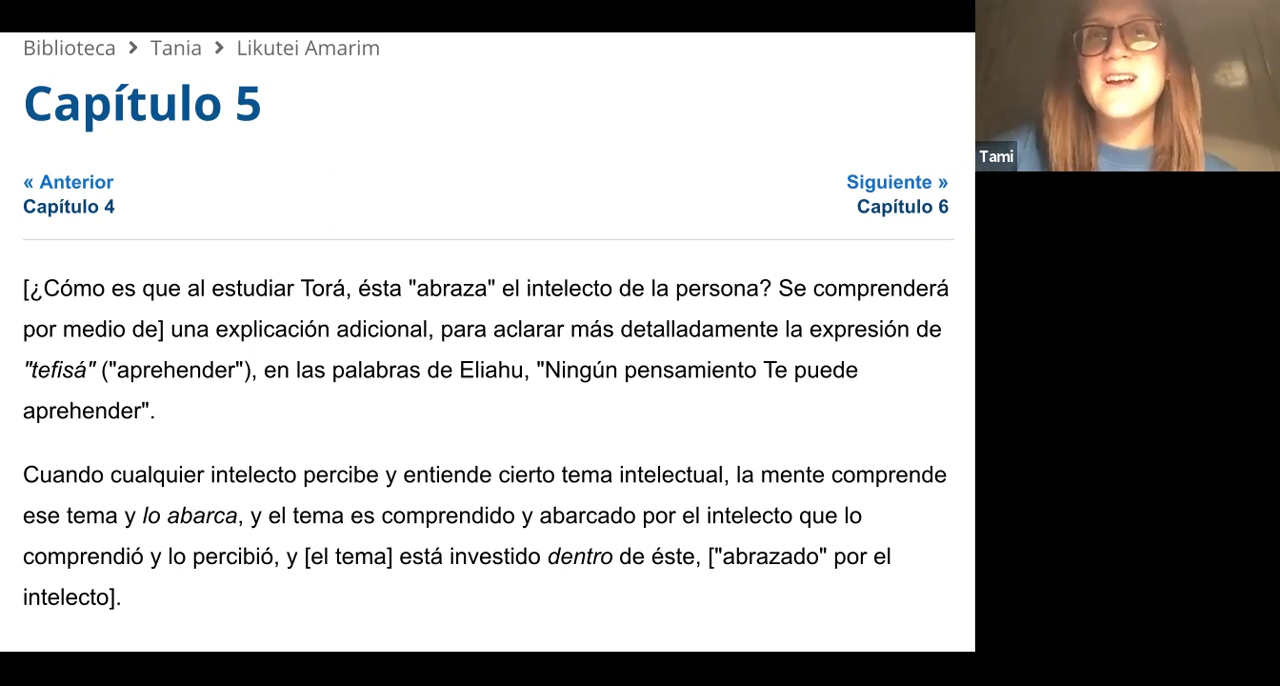 Biblioteca > Tania > Likutei Amarim
Capítulo 5
« Anterior
Capítulo 4
Siguiente »
Capítulo 6
[¿Cómo es que al estudiar Torá, ésta "abraza" el intelecto de la persona? Se comprenderá
por medio de] una explicación adicional, para aclarar más detalladamente la expresión de
"tefisá" ("aprehender"), en las palabras de Eliahu, "Ningún pensamiento Te puede
aprehender".
Cuando cualquier intelecto percibe y entiende cierto tema intelectual, la mente comprende
ese tema y lo abarca, y el tema es comprendido y abarcado por el intelecto que lo
comprendió y lo percibió, y [el tema] está investido dentro de éste, ["abrazado" por el
intelecto].
Tami